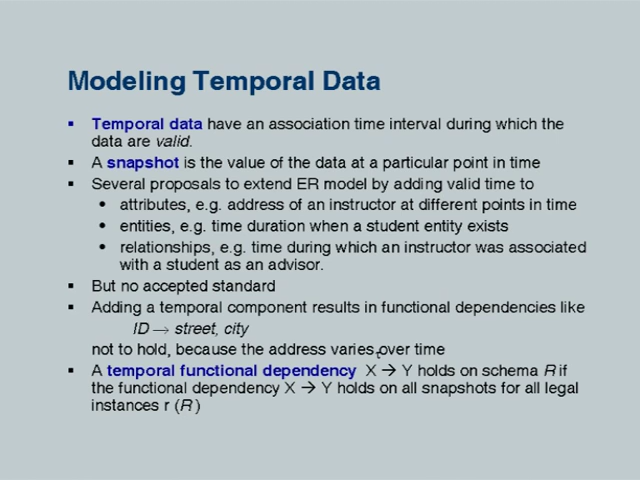 Modeling Temporal Data
▪ Temporal data have an association time interval during which the
data are valid.
▪ A snapshot is the value of the data at a particular point in time
▪ Several proposals to extend ER model by adding valid time to
• attributes, e.g. address of an instructor at different points in time
• entities, e.g. time duration when a student entity exists
• relationships, e.g. time during which an instructor was associated
with a student as an advisor.
▪ But no accepted standard
▪ Adding a temporal component results in functional dependencies like
ID → street, city
not to hold, because the address varies over time
τ
▪ A temporal functional dependency X → Y holds on schema R if
the functional dependency X → Y holds on all snapshots for all legal
instances r (R )